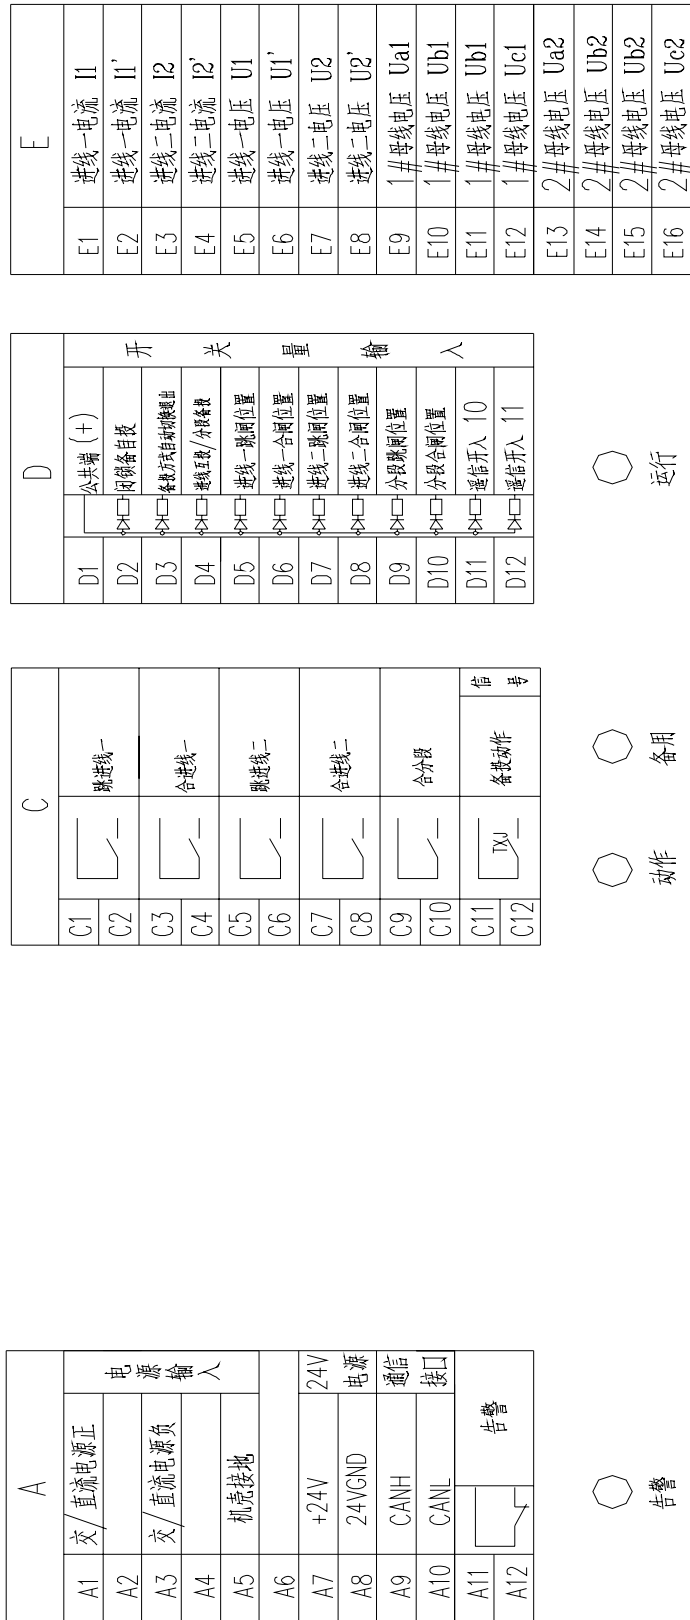 A
A1 交/直流电源正
A2
A3 交/直流电源负
A4
A5 机壳接地
电源输入
A6
A7 +24V
A8 24VGND
24V
电源
A9 CANH
A10 CANL
通信
接口
A11
A12
告警
C
C1
C2
跳进线一
C3
C4
合进线一
C5
C6
跳进线二
C7
C8
合进线二
C9
C10
合分段
C11
C12
TXJ
备投动作
信号
D
D1 公共端 (+)
D2 闭锁备自投
D3 备投方式自动切换退出
D4 进线互投/分段备投
D5 进线一跳闸位置
D6 进线一合闸位置
D7 进线二跳闸位置
D8 进线二合闸位置
D9 分段跳闸位置
D10 分段合闸位置
D11 遥信开入 10
D12 遥信开入 11
开关量输入
E
E1 进线一电流 I1
E2 进线一电流 I1'
E3 进线二电流 I2
E4 进线二电流 I2'
E5 进线一电压 U1
E6 进线一电压 U1'
E7 进线二电压 U2
E8 进线二电压 U2'
E9 1#母线电压 Ua1
E10 1#母线电压 Ub1
E11 1#母线电压 Ub1
E12 1#母线电压 Uc1
E13 2#母线电压 Ua2
E14 2#母线电压 Ub2
E15 2#母线电压 Ub2
E16 2#母线电压 Uc2
告警
动作
备用
运行